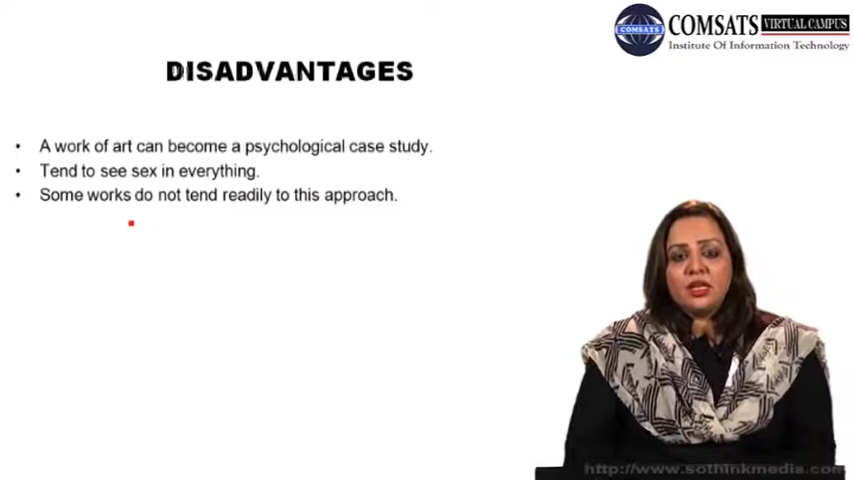 COMSATS VIRTUAL CAMPUS
COMSATS Institute Of Information Technology
DISADVANTAGES
• A work of art can become a psychological case study.
• Tend to see sex in everything.
• Some works do not tend readily to this approach.
http://www.sothinkmedia.com/